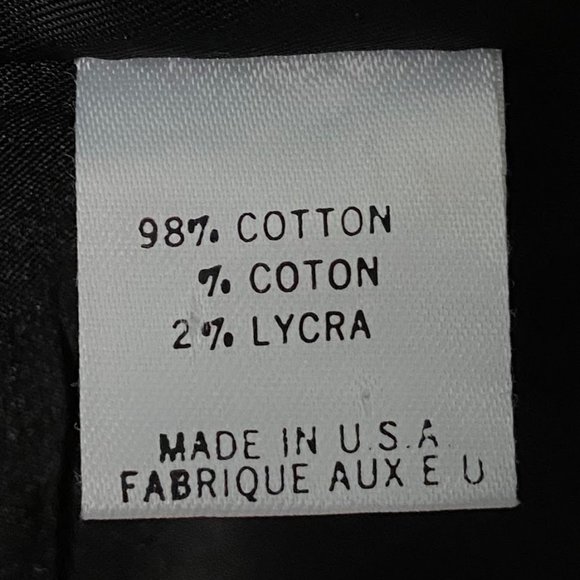 98% COTTON
% COTON
2% LYCRA
MADE IN U.S.A.
FABRIQUE AUX E U